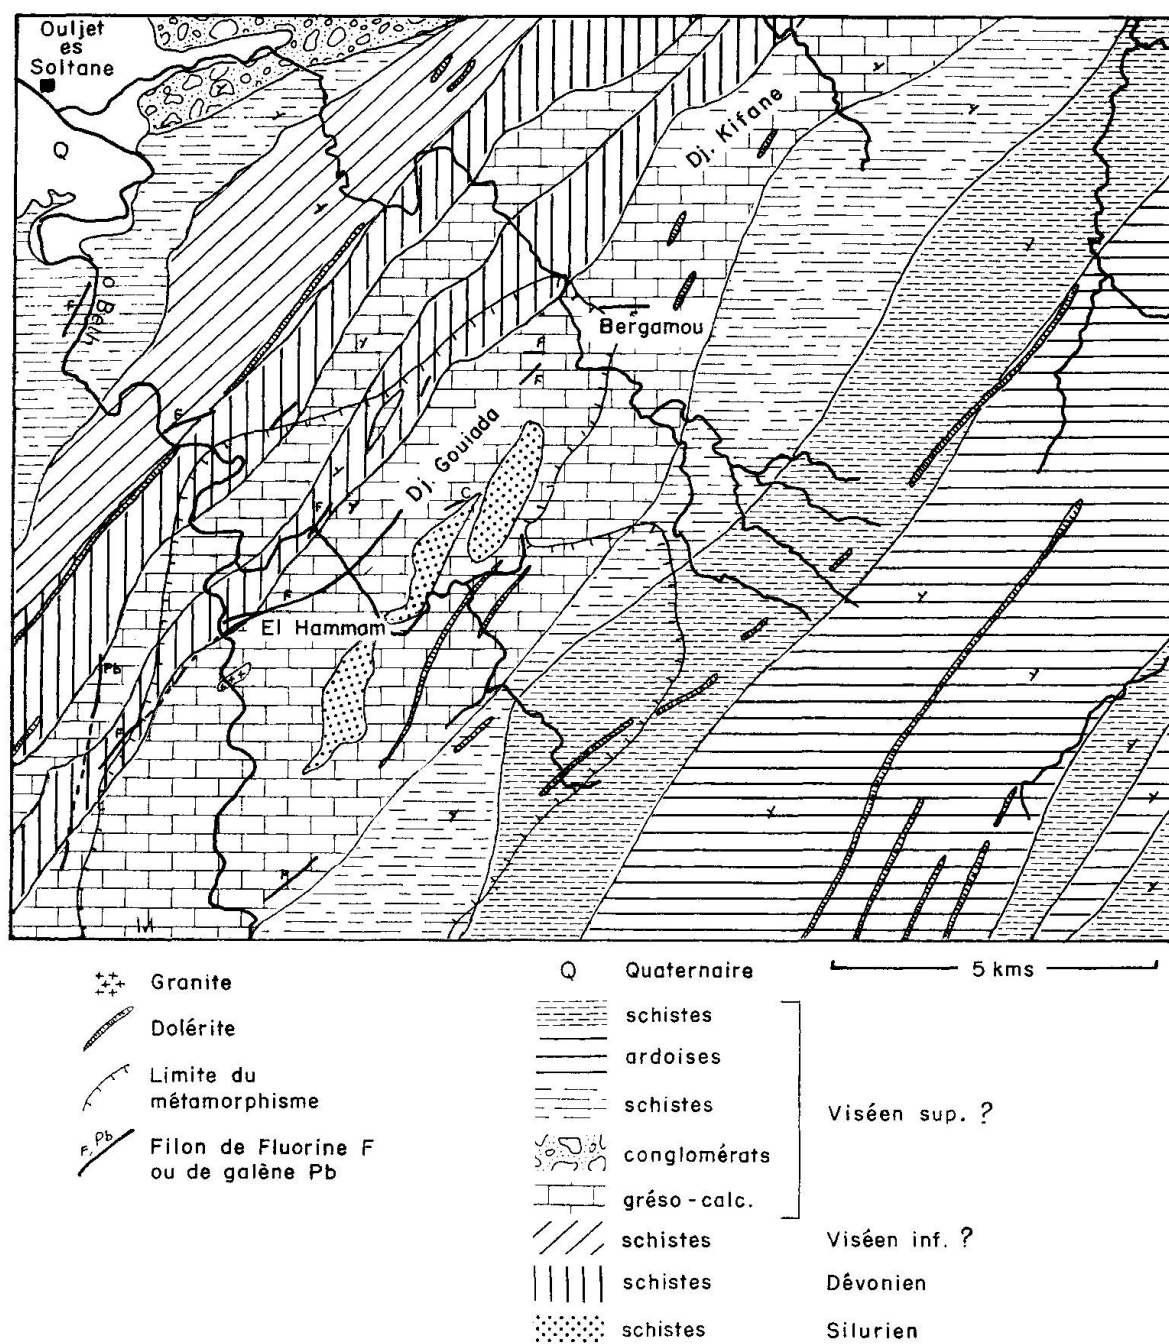 Ouljet
es
Soltane
Q
Dj. Kifane
F
O Beth
Bergamou
F
F
F
Dj. Gouiada
C
F
F
El Hammam
Pb
F
F
Granite
Dolérite
Limite du
métamorphisme
F, Pb
Filon de Fluorine F
ou de galène Pb
5 kms
Q Quaternaire
schistes
ardoises
schistes
conglomérats
gréso-calc.
Viséen sup. ?
schistes Viséen inf. ?
schistes Dévonien
schistes Silurien